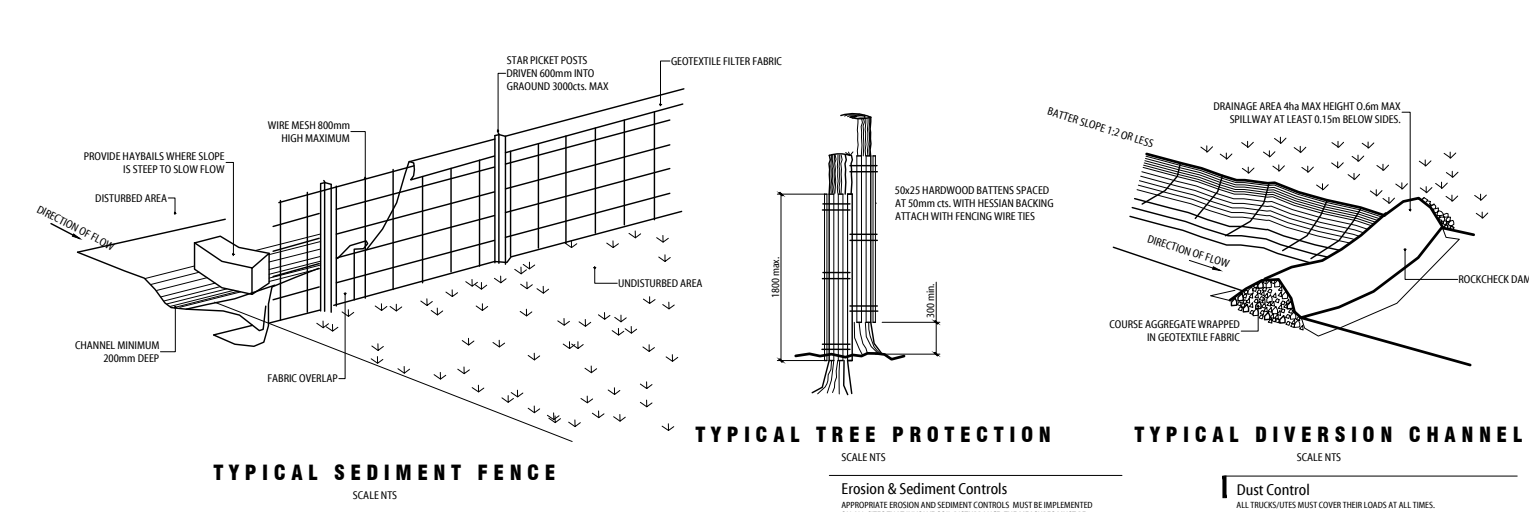 STAR PICKET POSTS
DRIVEN 600mm INTO
GRAOUND 3000cts. MAX
GEOTEXTILE FILTER FABRIC
WIRE MESH 800mm
HIGH MAXIMUM
PROVIDE HAYBAILS WHERE SLOPE
IS STEEP TO SLOW FLOW
DISTURBED AREA
DIRECTION OF FLOW
UNDISTURBED AREA
CHANNEL MINIMUM
200mm DEEP
FABRIC OVERLAP
TYPICAL SEDIMENT FENCE
SCALE NTS
50x25 HARDWOOD BATTENS SPACED
AT 50mm cts. WITH HESSIAN BACKING
ATTACH WITH FENCING WIRE TIES
1800 max.
300 min.
TYPICAL TREE PROTECTION
SCALE NTS
Erosion & Sediment Controls
APPROPRIATE EROSION AND SEDIMENT CONTROLS MUST BE IMPLEMENTED
BATTER SLOPE 1:2 OR LESS
DRAINAGE AREA 4ha MAX HEIGHT 0.6m MAX
SPILLWAY AT LEAST 0.15m BELOW SIDES.
DIRECTION OF FLOW
ROCKCHECK DAM
COURSE AGGREGATE WRAPPED
IN GEOTEXTILE FABRIC
TYPICAL DIVERSION CHANNEL
SCALE NTS
Dust Control
ALL TRUCKS/UTES MUST COVER THEIR LOADS AT ALL TIMES.